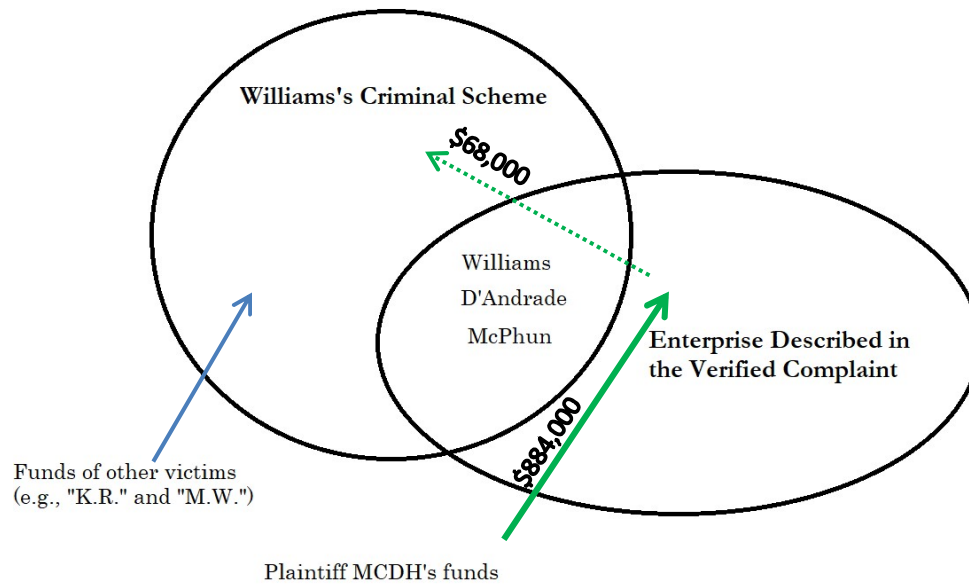 Williams's Criminal Scheme
$68,000
Williams
D'Andrade
McPhun
Enterprise Described in
the Verified Complaint
$884,000
Funds of other victims
(e.g., "K.R." and "M.W.")
Plaintiff MCDH's funds